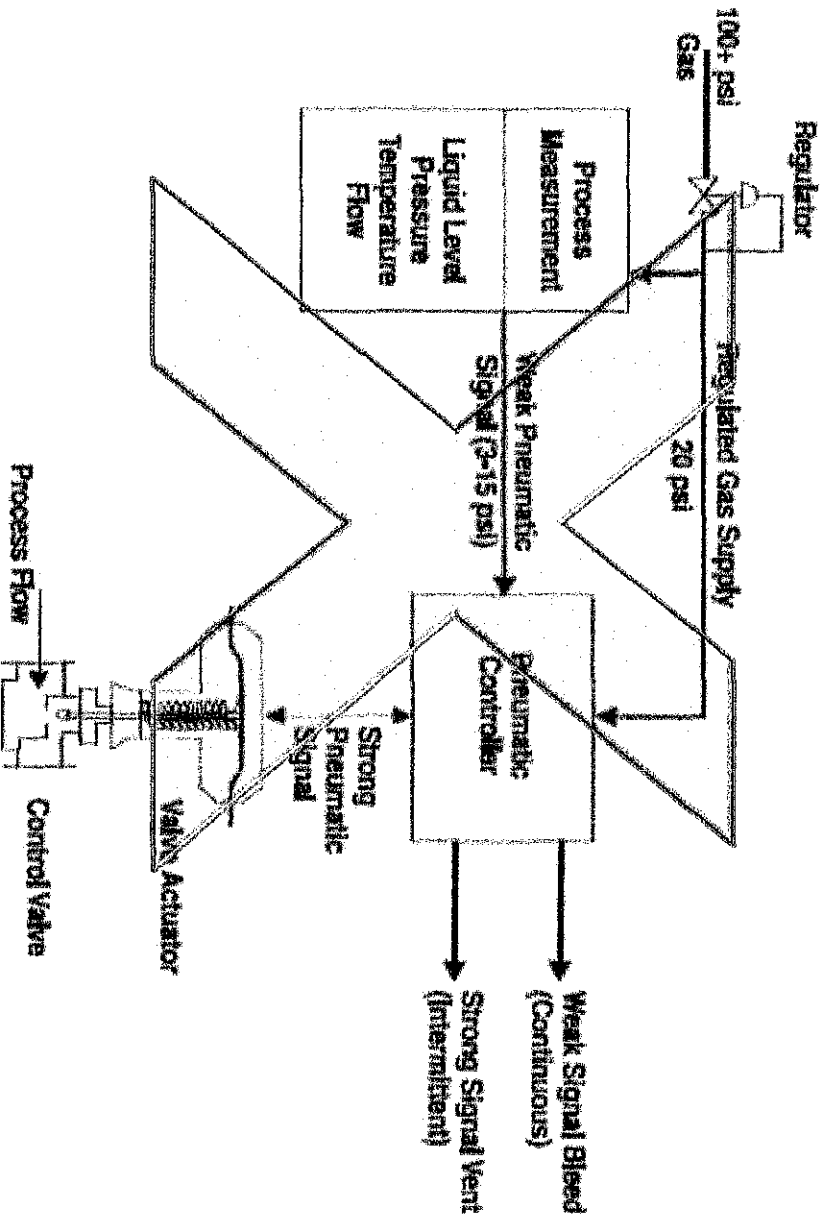 Regulator
100+ psi
Gas
Regulated Gas Supply
20 psi
Process
Measurement
Liquid Level
Pressure
Temperature
Flow
Weak Pneumatic
Signal (3-15 psi)
Pneumatic
Controller
Weak Signal Bleed
(Continuous)
Strong Signal Vent
(Intermittent)
Strong
Pneumatic
Signal
Valve Actuator
Process Flow
Control Valve